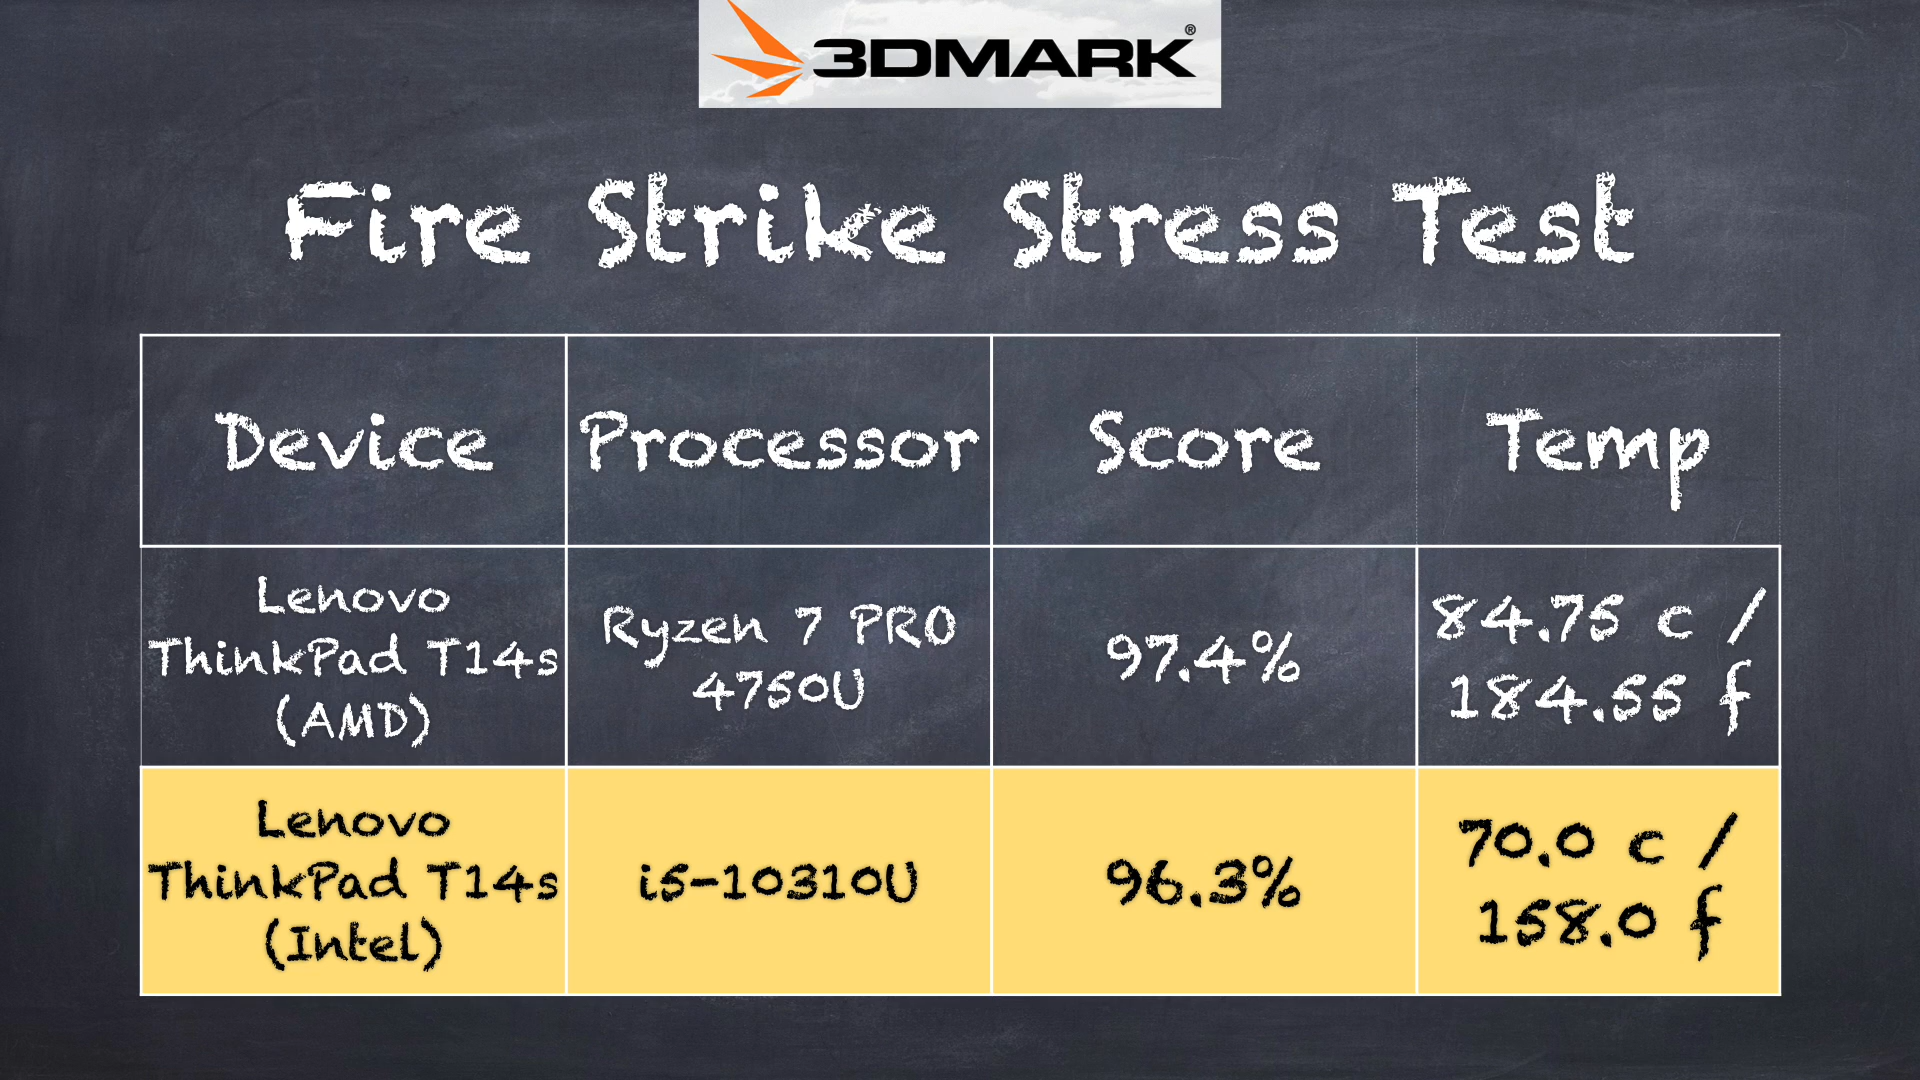 3DMARK®
Fire Strike Stress Test
Device
Processor
Score
Temp
Lenovo
ThinkPad T14s
(AMD)
Ryzen 7 PRO
4750U
97.4%
84.75 c /
184.55 f
Lenovo
ThinkPad T14s
(Intel)
i5-10310U
96.3%
70.0 c /
158.0 f